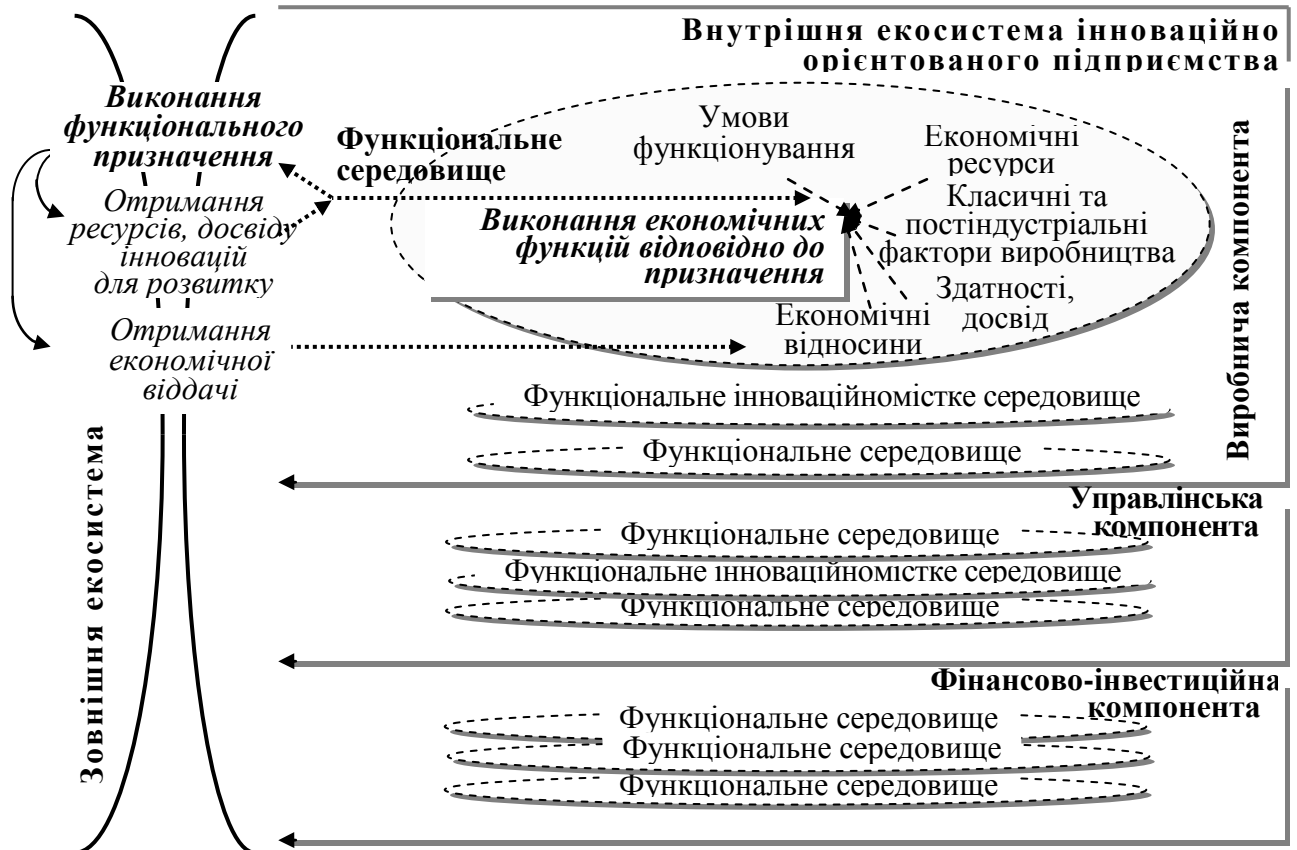 Внутрішня екосистема інноваційно
орієнтованого підприємства
Виконання
функціонального
призначення
Отримання
ресурсів, досвіду
інновацій
для розвитку
Отримання
економічної
віддачі
Зовнішня екосистема
Функціональне
середовище
Умови
функціонування
Економічні
ресурси
Класичні та
постіндустріальні
фактори виробництва
Виконання економічних
функцій відповідно до
призначення
Здатності,
досвід
Економічні
відносини
Виробнича компонента
Функціональне інноваційномістке середовище
Функціональне середовище
Управлінська
компонента
Функціональне середовище
Функціональне інноваційномістке середовище
Функціональне середовище
Фінансово-інвестиційна
компонента
Функціональне середовище
Функціональне середовище
Функціональне середовище